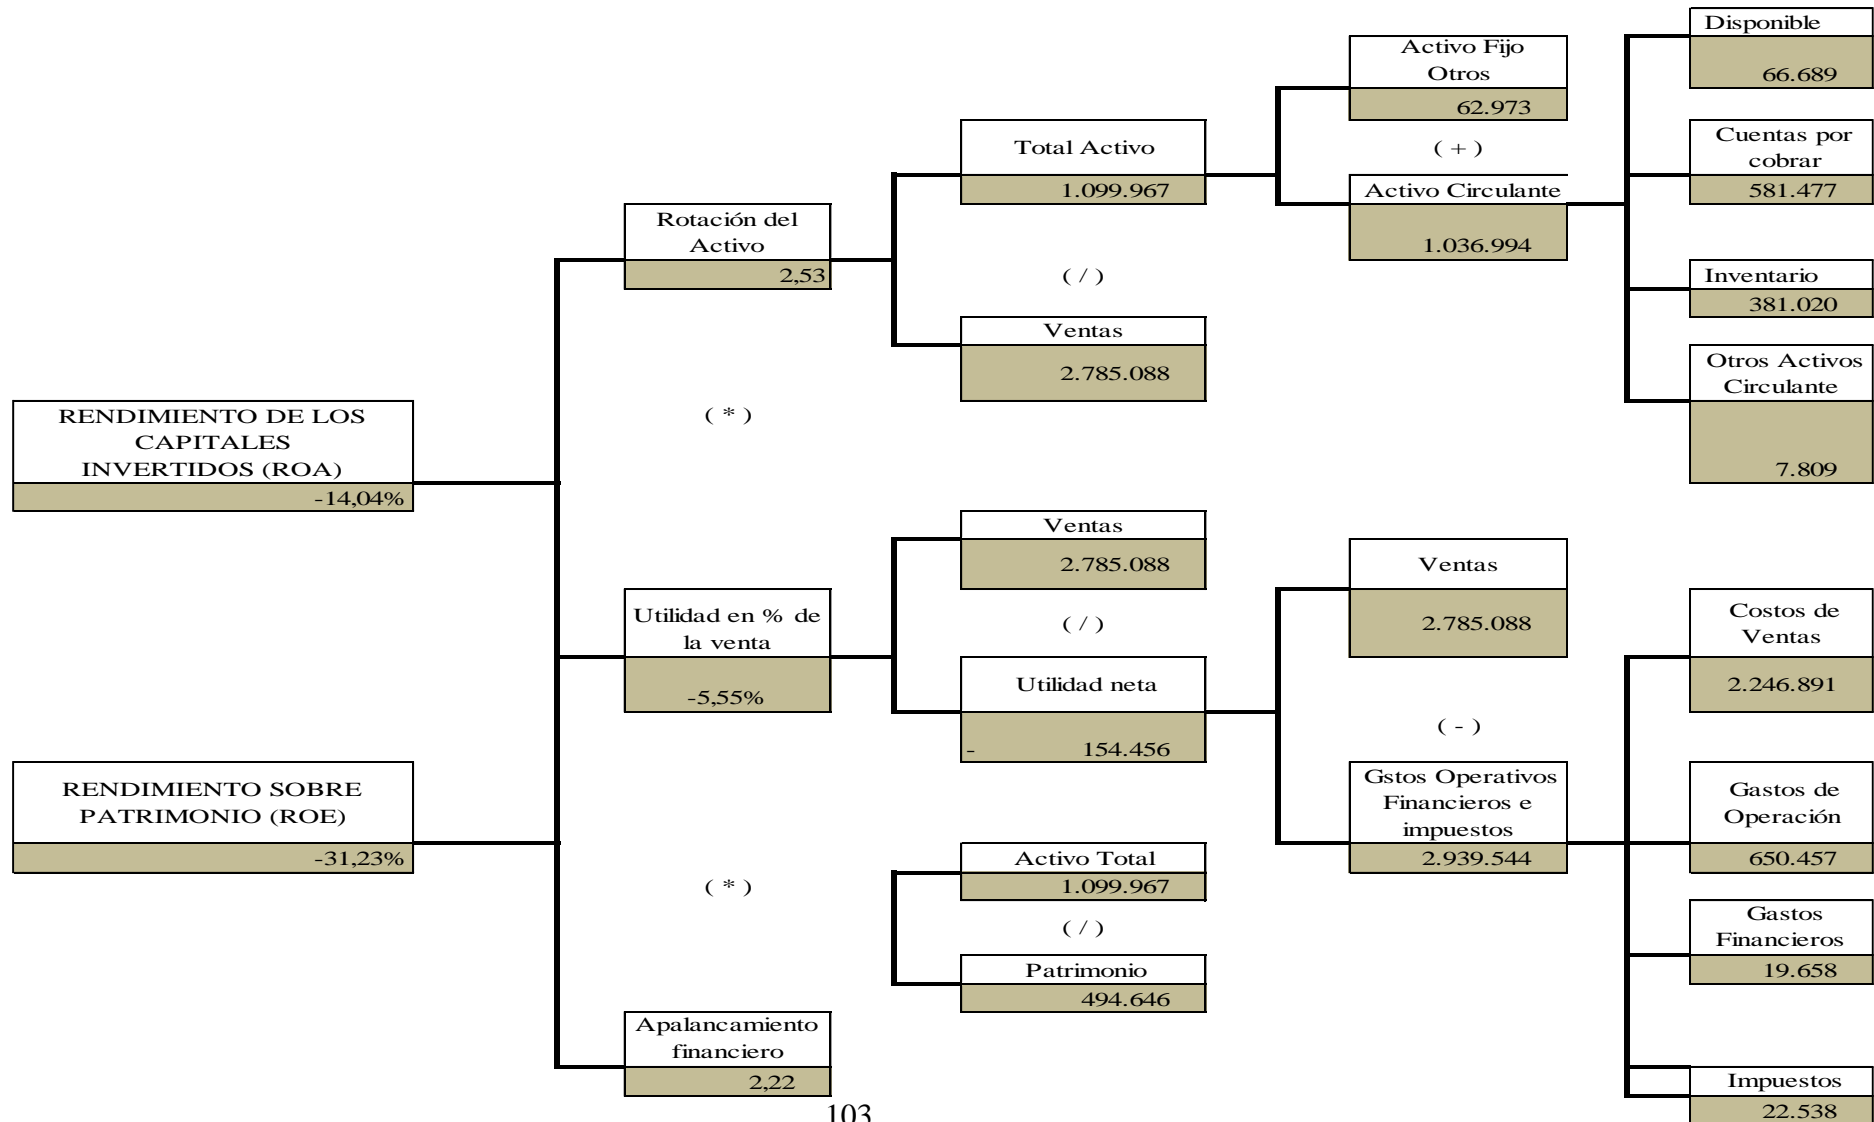 RENDIMIENTO DE LOS
CAPITALES
INVERTIDOS (ROA)
-14,04%
RENDIMIENTO SOBRE
PATRIMONIO (ROE)
-31,23%
Rotación del
Activo
2,53
( * )
Utilidad en % de
la venta
-5,55%
( * )
Apalancamiento
financiero
2,22
Total Activo
1.099.967
( / )
Ventas
2.785.088
Ventas
2.785.088
( / )
Utilidad neta
- 154.456
Activo Total
1.099.967
( / )
Patrimonio
494.646
Activo Fijo
Otros
62.973
( + )
Activo Circulante
1.036.994
Ventas
2.785.088
( - )
Gstos Operativos
Financieros e
impuestos
2.939.544
Disponible
66.689
Cuentas por
cobrar
581.477
Inventario
381.020
Otros Activos
Circulante
7.809
Costos de
Ventas
2.246.891
Gastos de
Operación
650.457
Gastos
Financieros
19.658
Impuestos
22.538
103